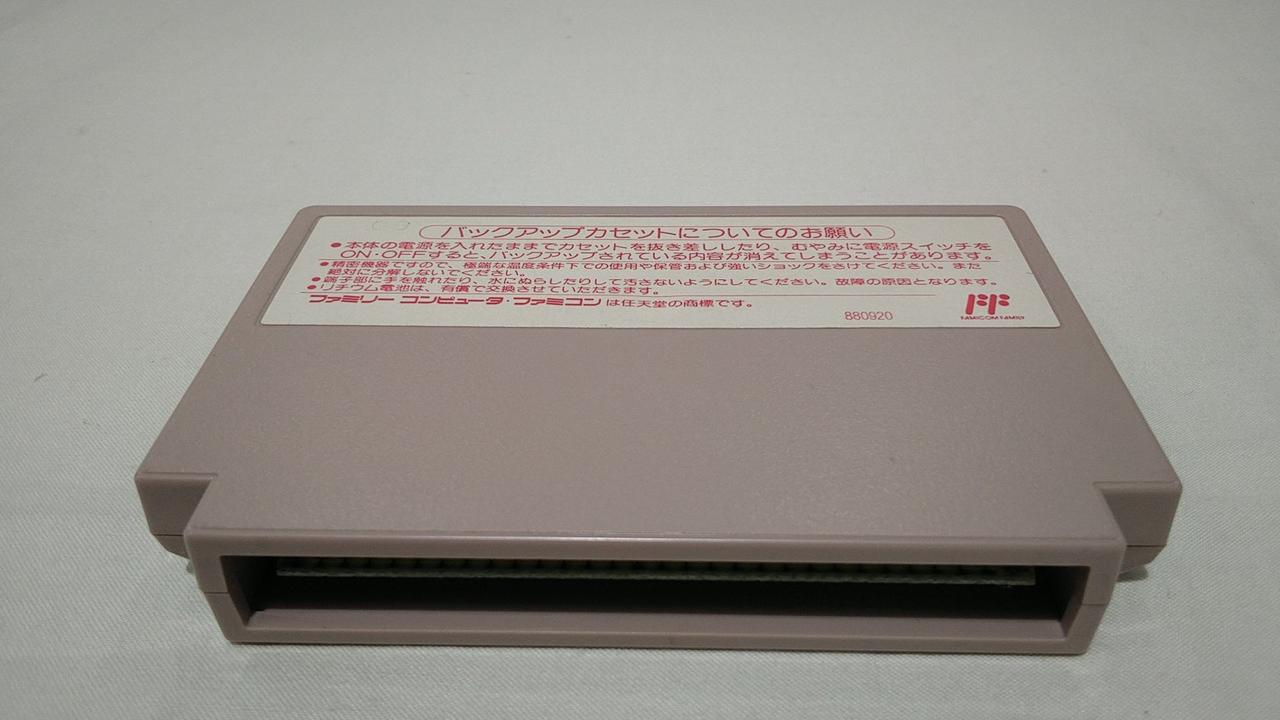 バックアップカセットについてのお願い
●本体の電源を入れたままでカセットを抜き差ししたり、むやみに電源スイッチを
ON・OFFすると、バックアップされている内容が消えてしまうことがあります。
●精密機器ですので、極端な温度条件下での使用や保管および強いショックをさけてください。また
絶対に分解しないでください。
●端子部に手を触れたり、水にぬらしたりして汚さないようにしてください。故障の原因となります。
●リチウム電池は、有償で交換させていただきます。
ファミリー コンピュータ・ファミコンは任天堂の商標です。
880920
FAMICOM FAMILY